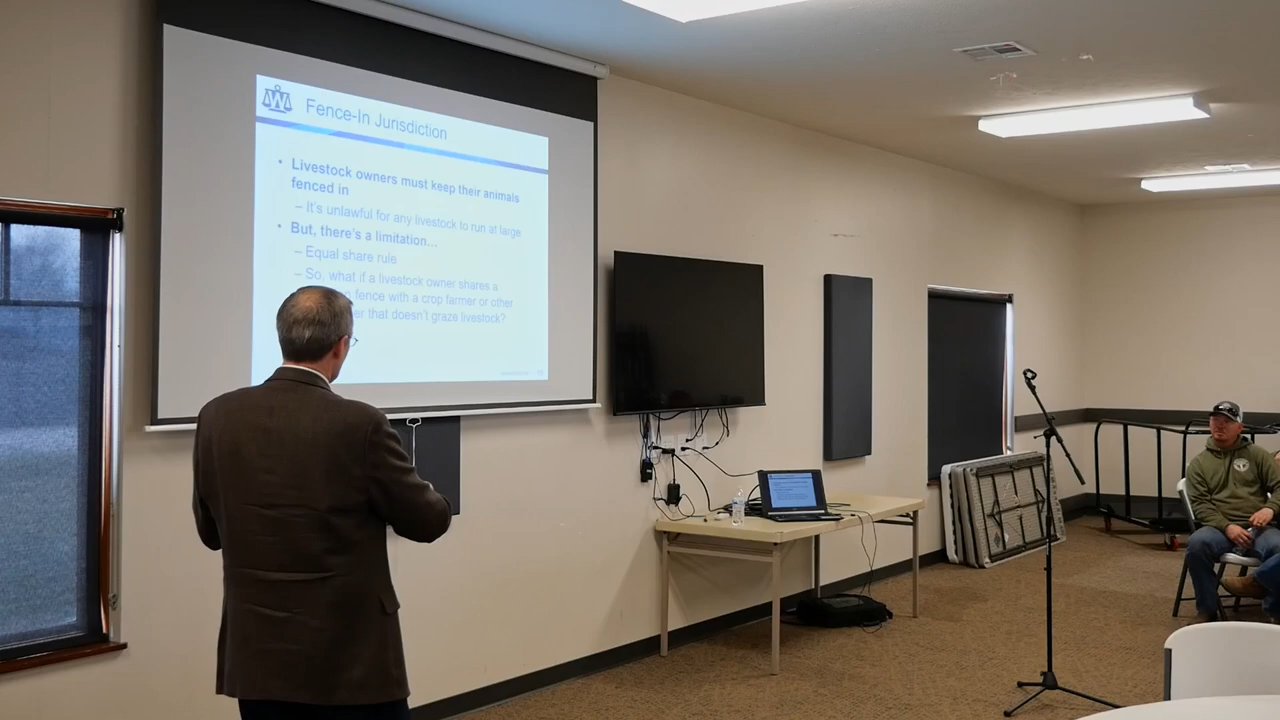 W
Fence-In Jurisdiction
• Livestock owners must keep their animals
fenced in
– It's unlawful for any livestock to run at large
• But, there's a limitation…
– Equal share rule
– So, what if a livestock owner shares a
fence with a crop farmer or other
that doesn't graze livestock?